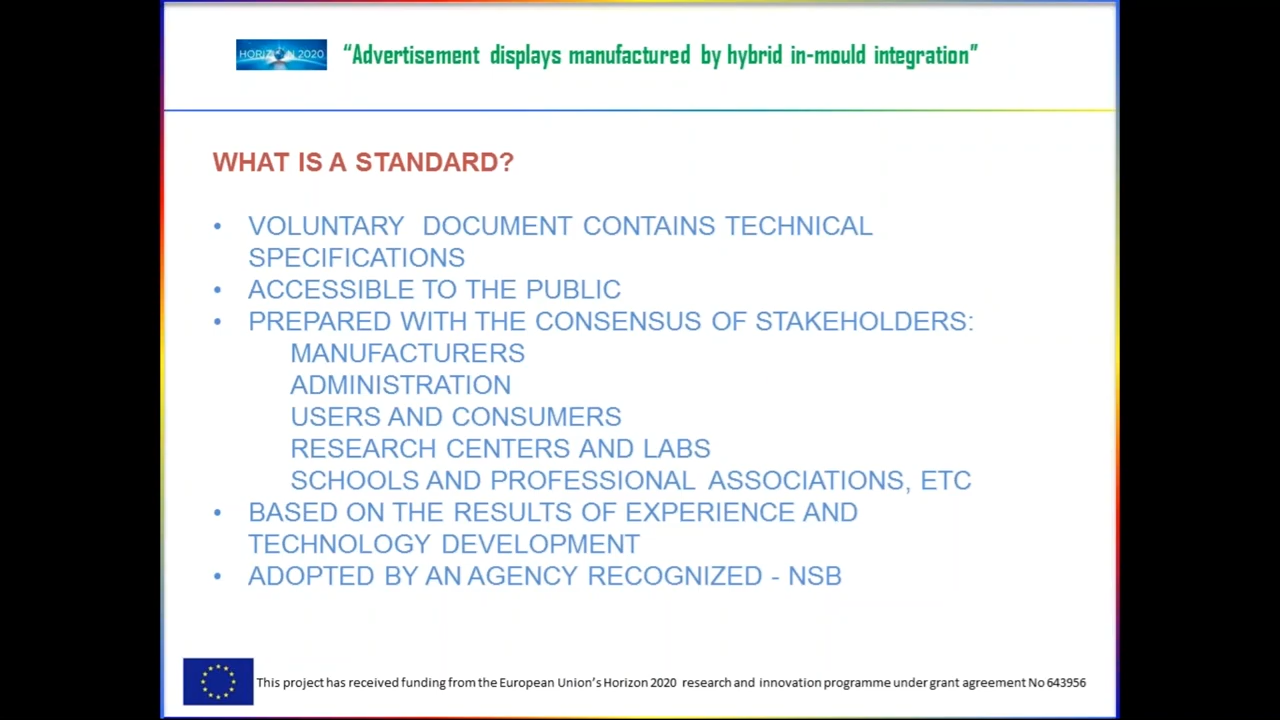 HORIZON 2020
“Advertisement displays manufactured by hybrid in-mould integration”
WHAT IS A STANDARD?
• VOLUNTARY DOCUMENT CONTAINS TECHNICAL
SPECIFICATIONS
• ACCESSIBLE TO THE PUBLIC
• PREPARED WITH THE CONSENSUS OF STAKEHOLDERS:
MANUFACTURERS
ADMINISTRATION
USERS AND CONSUMERS
RESEARCH CENTERS AND LABS
SCHOOLS AND PROFESSIONAL ASSOCIATIONS, ETC
• BASED ON THE RESULTS OF EXPERIENCE AND
TECHNOLOGY DEVELOPMENT
• ADOPTED BY AN AGENCY RECOGNIZED - NSB
This project has received funding from the European Union’s Horizon 2020 research and innovation programme under grant agreement No 643956